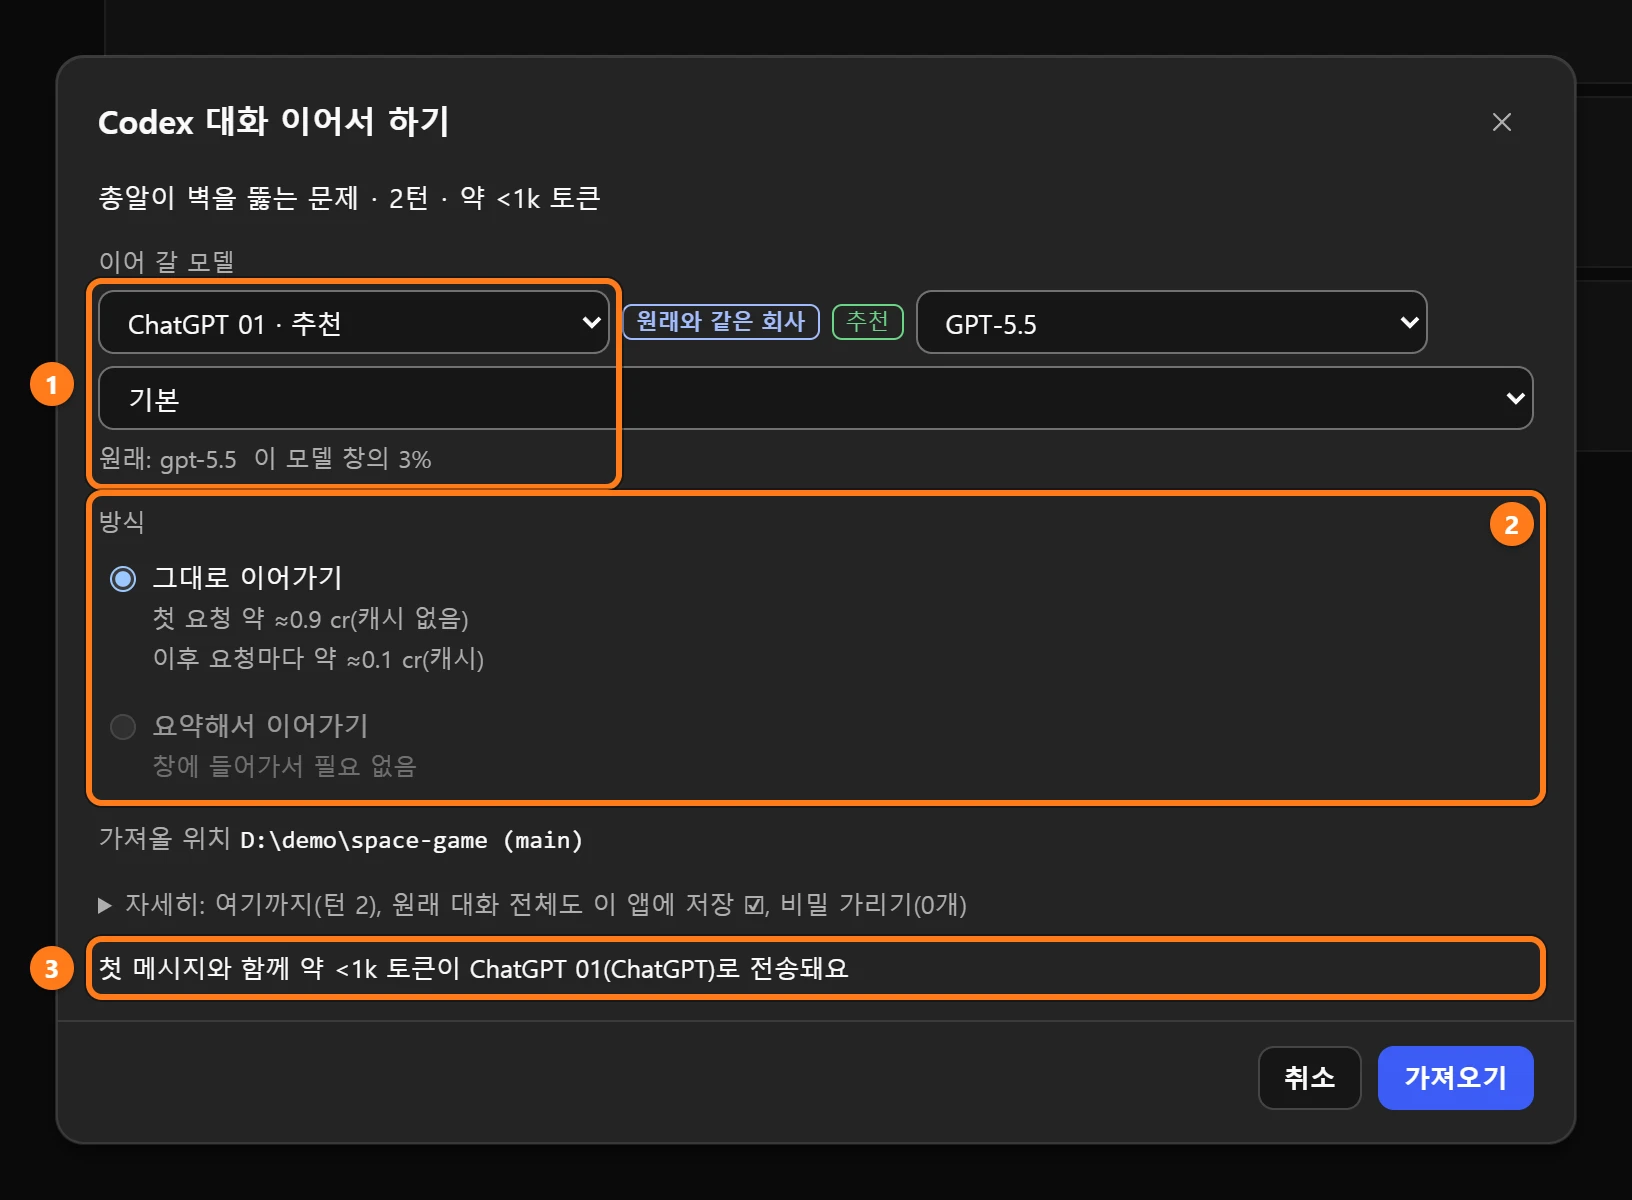 Codex 대화 이어서 하기
총알이 벽을 뚫는 문제 · 2턴 · 약 <1k 토큰
이어 갈 모델
ChatGPT 01 · 추천 원래와 같은 회사 추천 GPT-5.5
1
기본
원래: gpt-5.5 이 모델 창의 3%
방식
2
그대로 이어가기
첫 요청 약 ≈0.9 cr(캐시 없음)
이후 요청마다 약 ≈0.1 cr(캐시)
요약해서 이어가기
창에 들어가서 필요 없음
가져올 위치 D:\demo\space-game (main)
▶ 자세히: 여기까지(턴 2), 원래 대화 전체도 이 앱에 저장 ☑, 비밀 가리기(0개)
3
첫 메시지와 함께 약 <1k 토큰이 ChatGPT 01(ChatGPT)로 전송돼요
취소 가져오기